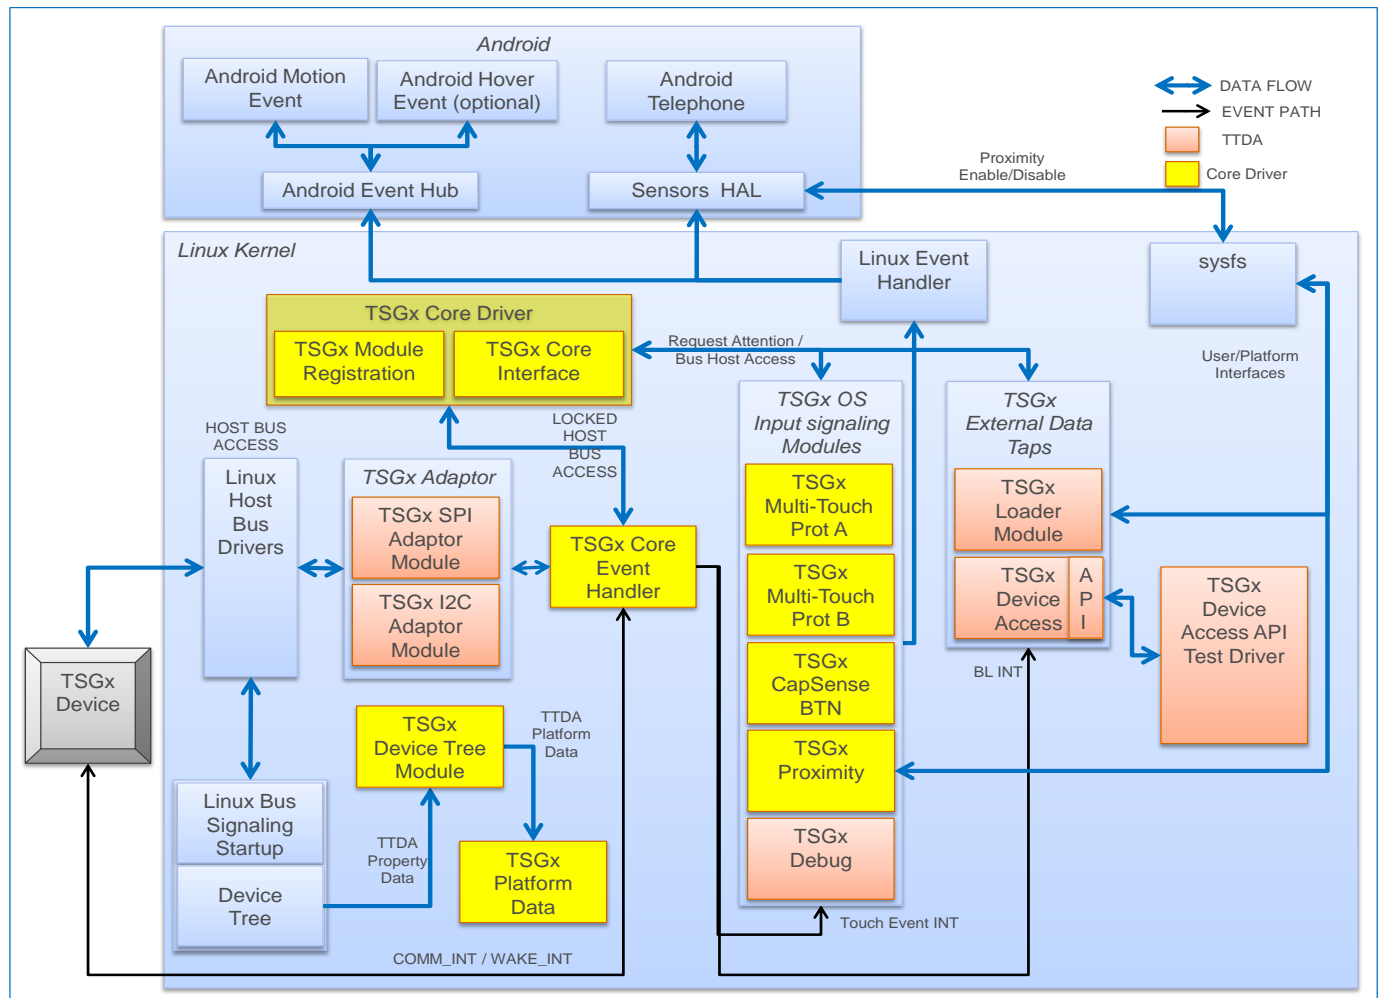 Android
Android Motion
Event
Android Hover
Event (optional)
Android
Telephone
DATA FLOW
EVENT PATH
TTDA
Core Driver
Proximity
Enable/Disable
Android Event Hub
Sensors HAL
Linux Kernel
Linux Event
Handler
sysfs
TSGx Core Driver
TSGx Module
Registration
TSGx Core
Interface
Request Attention /
Bus Host Access
User/Platform
Interfaces
HOST BUS
ACCESS
LOCKED
HOST
BUS
ACCESS
TSGx OS
Input signaling
Modules
TSGx
External Data
Taps
Linux
Host
Bus
Drivers
TSGx Adaptor
TSGx SPI
Adaptor
Module
TSGx I2C
Adaptor
Module
TSGx Core
Event
Handler
TSGx
Multi-Touch
Prot A
TSGx
Multi-Touch
Prot B
TSGx
CapSense
BTN
TSGx
Proximity
TSGx
Debug
TSGx
Loader
Module
TSGx
Device
Access
A
P
I
TSGx
Device
Access API
Test Driver
BL INT
TSGx
Device
TSGx
Device Tree
Module
TTDA
Platform
Data
Linux Bus
Signaling
Startup
Device
Tree
TTDA
Property
Data
TSGx
Platform
Data
Touch Event INT
COMM_INT / WAKE_INT